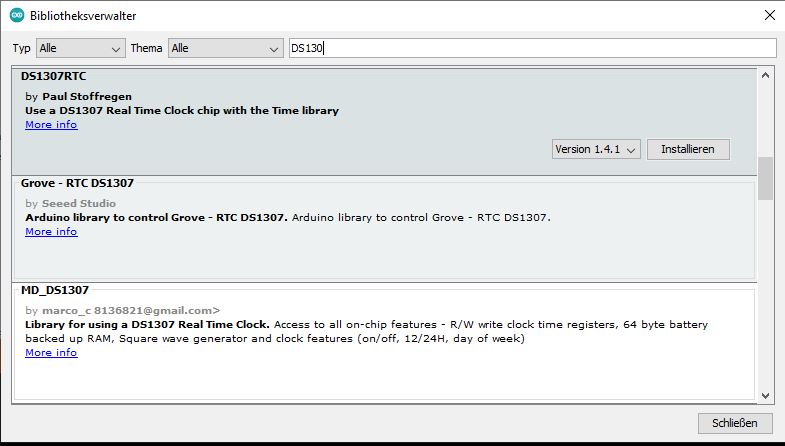 Bibliotheksverwalter
Typ Alle Thema Alle DS130
DS1307RTC
by Paul Stoffregen
Use a DS1307 Real Time Clock chip with the Time library
More info
Version 1.4.1 Installieren
Grove - RTC DS1307
by Seeed Studio
Arduino library to control Grove - RTC DS1307. Arduino library to control Grove - RTC DS1307.
More info
MD_DS1307
by marco_c 8136821@gmail.com>
Library for using a DS1307 Real Time Clock. Access to all on-chip features - R/W write clock time registers, 64 byte battery
backed up RAM, Square wave generator and clock features (on/off, 12/24H, day of week)
More info
Schließen